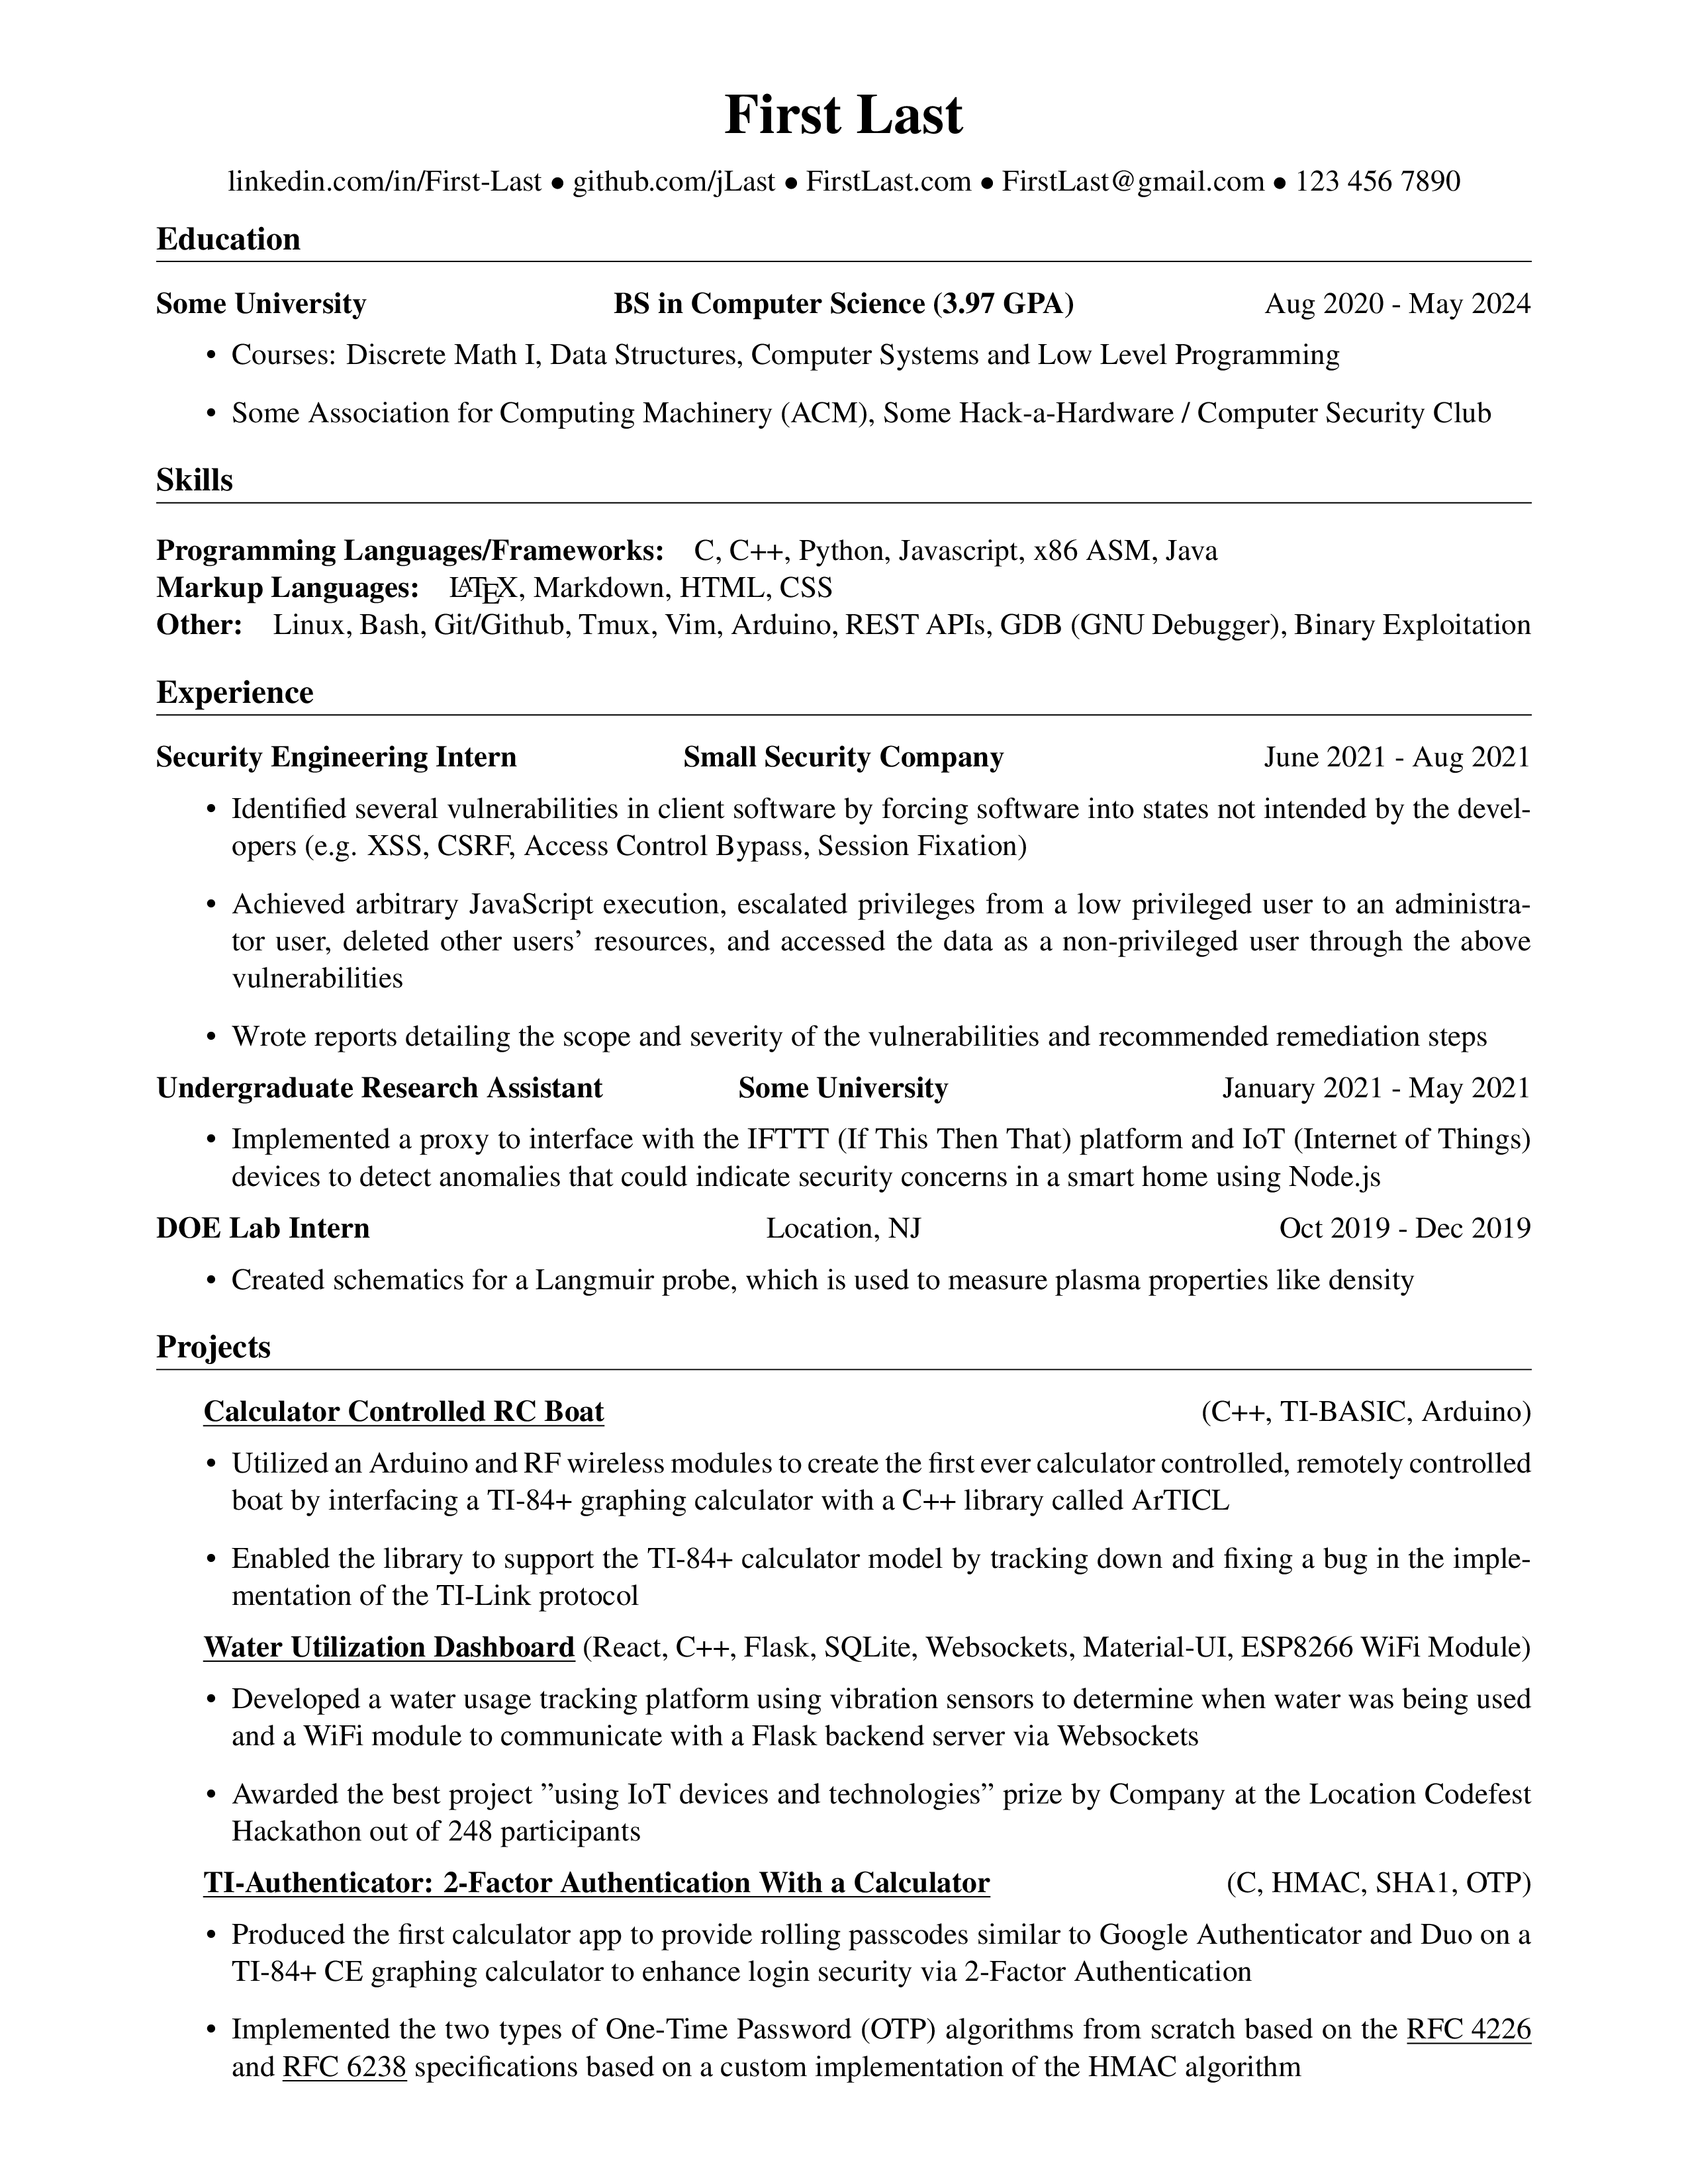 First Last
linkedin.com/in/First-Last ● github.com/jLast ● FirstLast.com ● FirstLast@gmail.com ● 123 456 7890
Education
Some University BS in Computer Science (3.97 GPA) Aug 2020 - May 2024
• Courses: Discrete Math I, Data Structures, Computer Systems and Low Level Programming
• Some Association for Computing Machinery (ACM), Some Hack-a-Hardware / Computer Security Club
Skills
Programming Languages/Frameworks: C, C++, Python, Javascript, x86 ASM, Java
Markup Languages: LATEX, Markdown, HTML, CSS
Other: Linux, Bash, Git/Github, Tmux, Vim, Arduino, REST APIs, GDB (GNU Debugger), Binary Exploitation
Experience
Security Engineering Intern Small Security Company June 2021 - Aug 2021
• Identified several vulnerabilities in client software by forcing software into states not intended by the devel-
opers (e.g. XSS, CSRF, Access Control Bypass, Session Fixation)
• Achieved arbitrary JavaScript execution, escalated privileges from a low privileged user to an administra-
tor user, deleted other users’ resources, and accessed the data as a non-privileged user through the above
vulnerabilities
• Wrote reports detailing the scope and severity of the vulnerabilities and recommended remediation steps
Undergraduate Research Assistant Some University January 2021 - May 2021
• Implemented a proxy to interface with the IFTTT (If This Then That) platform and IoT (Internet of Things)
devices to detect anomalies that could indicate security concerns in a smart home using Node.js
DOE Lab Intern Location, NJ Oct 2019 - Dec 2019
• Created schematics for a Langmuir probe, which is used to measure plasma properties like density
Projects
Calculator Controlled RC Boat (C++, TI-BASIC, Arduino)
• Utilized an Arduino and RF wireless modules to create the first ever calculator controlled, remotely controlled
boat by interfacing a TI-84+ graphing calculator with a C++ library called ArTICL
• Enabled the library to support the TI-84+ calculator model by tracking down and fixing a bug in the imple-
mentation of the TI-Link protocol
Water Utilization Dashboard (React, C++, Flask, SQLite, Websockets, Material-UI, ESP8266 WiFi Module)
• Developed a water usage tracking platform using vibration sensors to determine when water was being used
and a WiFi module to communicate with a Flask backend server via Websockets
• Awarded the best project ”using IoT devices and technologies” prize by Company at the Location Codefest
Hackathon out of 248 participants
TI-Authenticator: 2-Factor Authentication With a Calculator (C, HMAC, SHA1, OTP)
• Produced the first calculator app to provide rolling passcodes similar to Google Authenticator and Duo on a
TI-84+ CE graphing calculator to enhance login security via 2-Factor Authentication
• Implemented the two types of One-Time Password (OTP) algorithms from scratch based on the RFC 4226
and RFC 6238 specifications based on a custom implementation of the HMAC algorithm